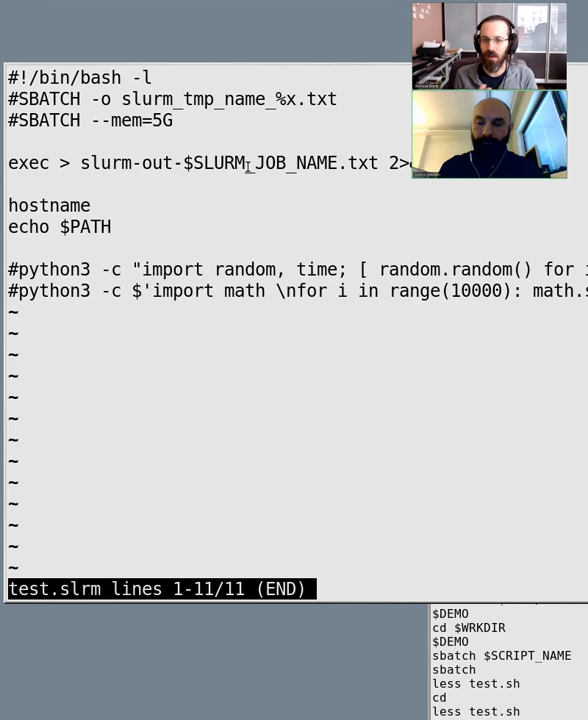 #!/bin/bash -l
#SBATCH -o slurm_tmp_name_%x.txt
#SBATCH --mem=5G
exec > slurm-out-$SLURM_JOB_NAME.txt 2>
hostname
echo $PATH
#python3 -c "import random, time; [ random.random() for i
#python3 -c $'import math \nfor i in range(10000): math.s
~
~
~
~
~
~
~
~
~
~
~
~
~
test.slrm lines 1-11/11 (END)
$DEMO
cd $WRKDIR
$DEMO
sbatch $SCRIPT_NAME
sbatch
less test.sh
cd
less test.sh